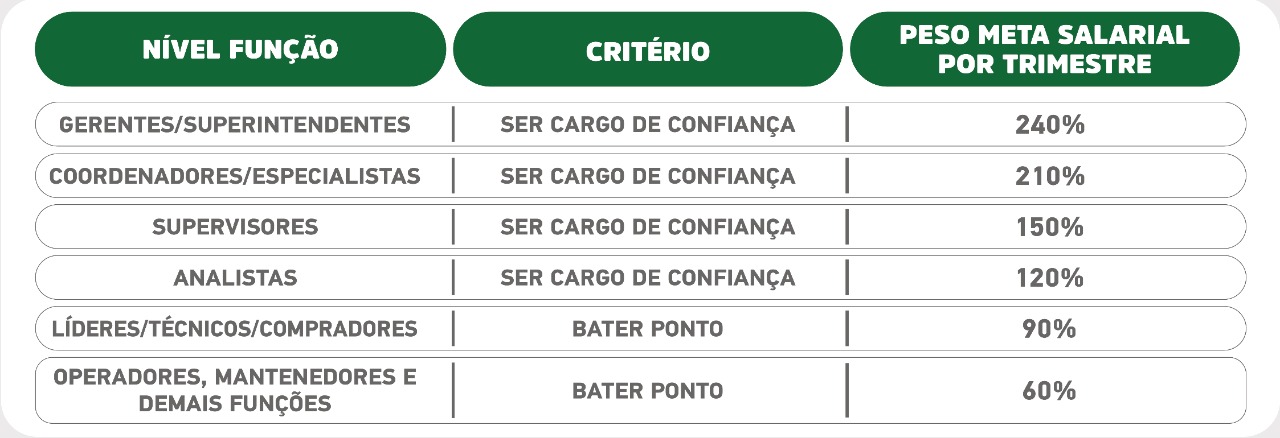 NÍVEL FUNÇÃO
CRITÉRIO
PESO META SALARIAL
POR TRIMESTRE
GERENTES/SUPERINTENDENTES
SER CARGO DE CONFIANÇA
240%
COORDENADORES/ESPECIALISTAS
SER CARGO DE CONFIANÇA
210%
SUPERVISORES
SER CARGO DE CONFIANÇA
150%
ANALISTAS
SER CARGO DE CONFIANÇA
120%
LÍDERES/TÉCNICOS/COMPRADORES
BATER PONTO
90%
OPERADORES, MANTENEDORES E
DEMAIS FUNÇÕES
BATER PONTO
60%